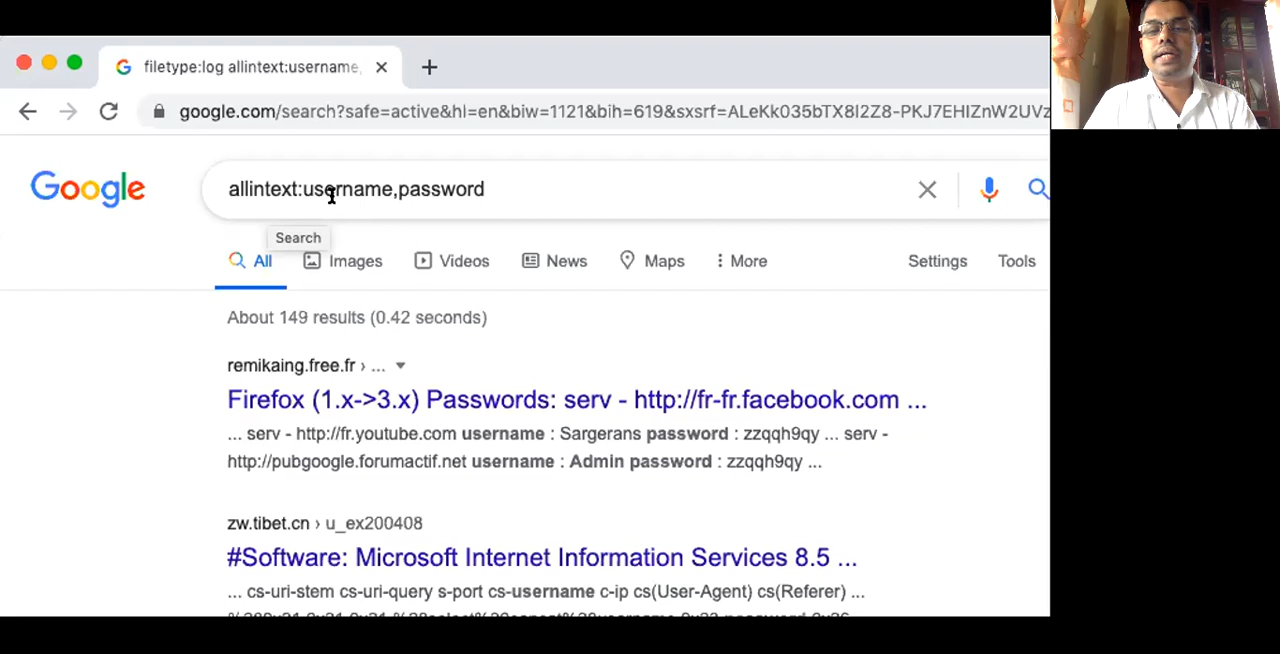 filetype:log allintext:username,
google.com/search?safe=active&hl=en&biw=1121&bih=619&sxsrf=ALeKk035bTX8I2Z8-PKJ7EHIZnW2UVz
Google
allintext:username,password
Search
All Images Videos News Maps More Settings Tools
About 149 results (0.42 seconds)
remikaing.free.fr › ...
Firefox (1.x->3.x) Passwords: serv - http://fr-fr.facebook.com ...
... serv - http://fr.youtube.com username : Sargerans password : zzqqh9qy ... serv -
http://pubgoogle.forumactif.net username : Admin password : zzqqh9qy ...
zw.tibet.cn › u_ex200408
#Software: Microsoft Internet Information Services 8.5 ...
... cs-uri-stem cs-uri-query s-port cs-username c-ip cs(User-Agent) cs(Referer) ...